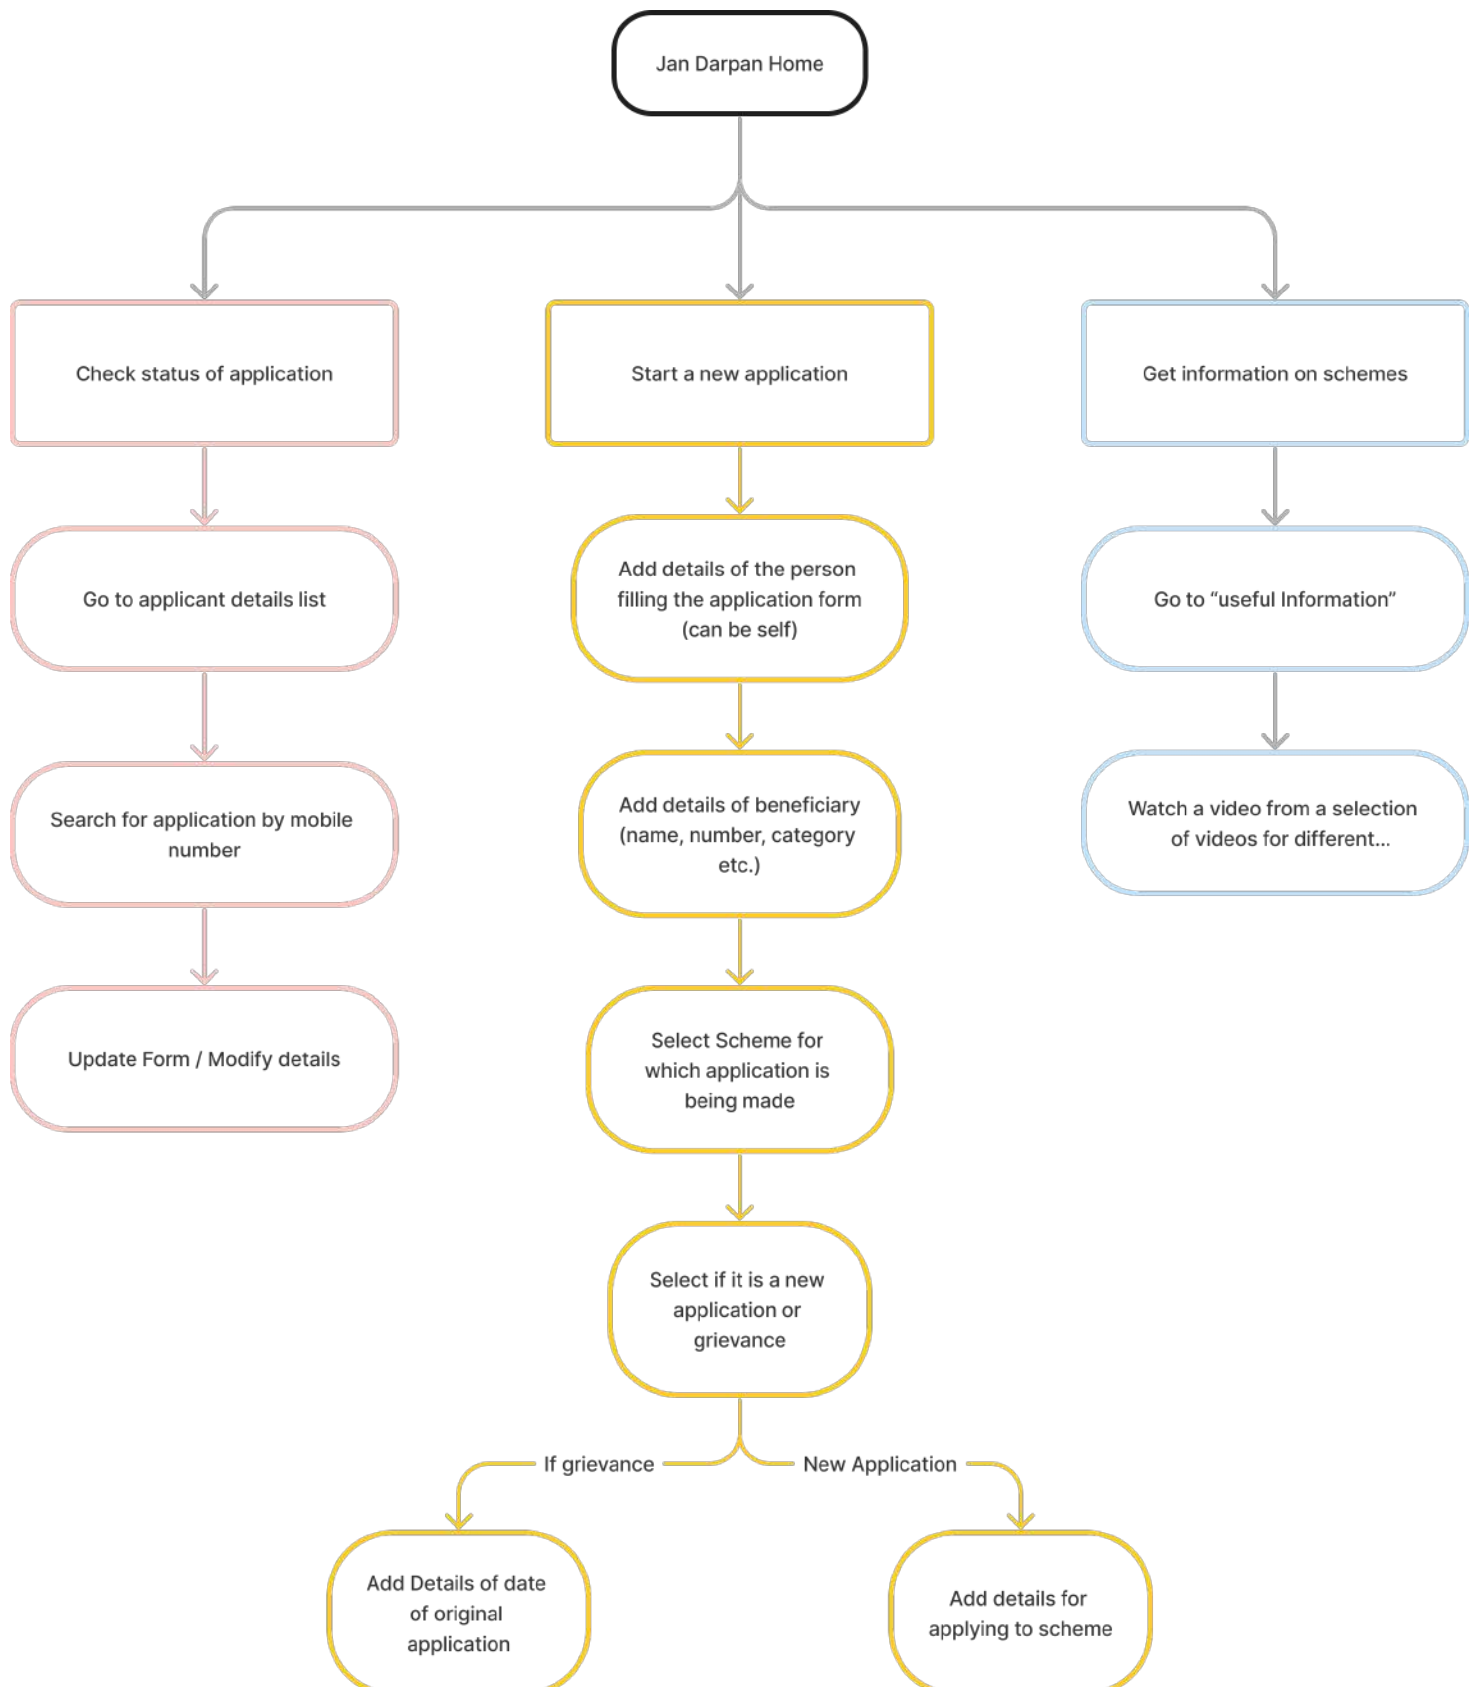 Jan Darpan Home
Check status of application
Start a new application
Get information on schemes
Go to applicant details list
Add details of the person
filling the application form
(can be self)
Go to “useful Information”
Search for application by mobile
number
Add details of beneficiary
(name, number, category
etc.)
Watch a video from a selection
of videos for different...
Update Form / Modify details
Select Scheme for
which application is
being made
Select if it is a new
application or
grievance
If grievance
New Application
Add Details of date
of original
application
Add details for
applying to scheme